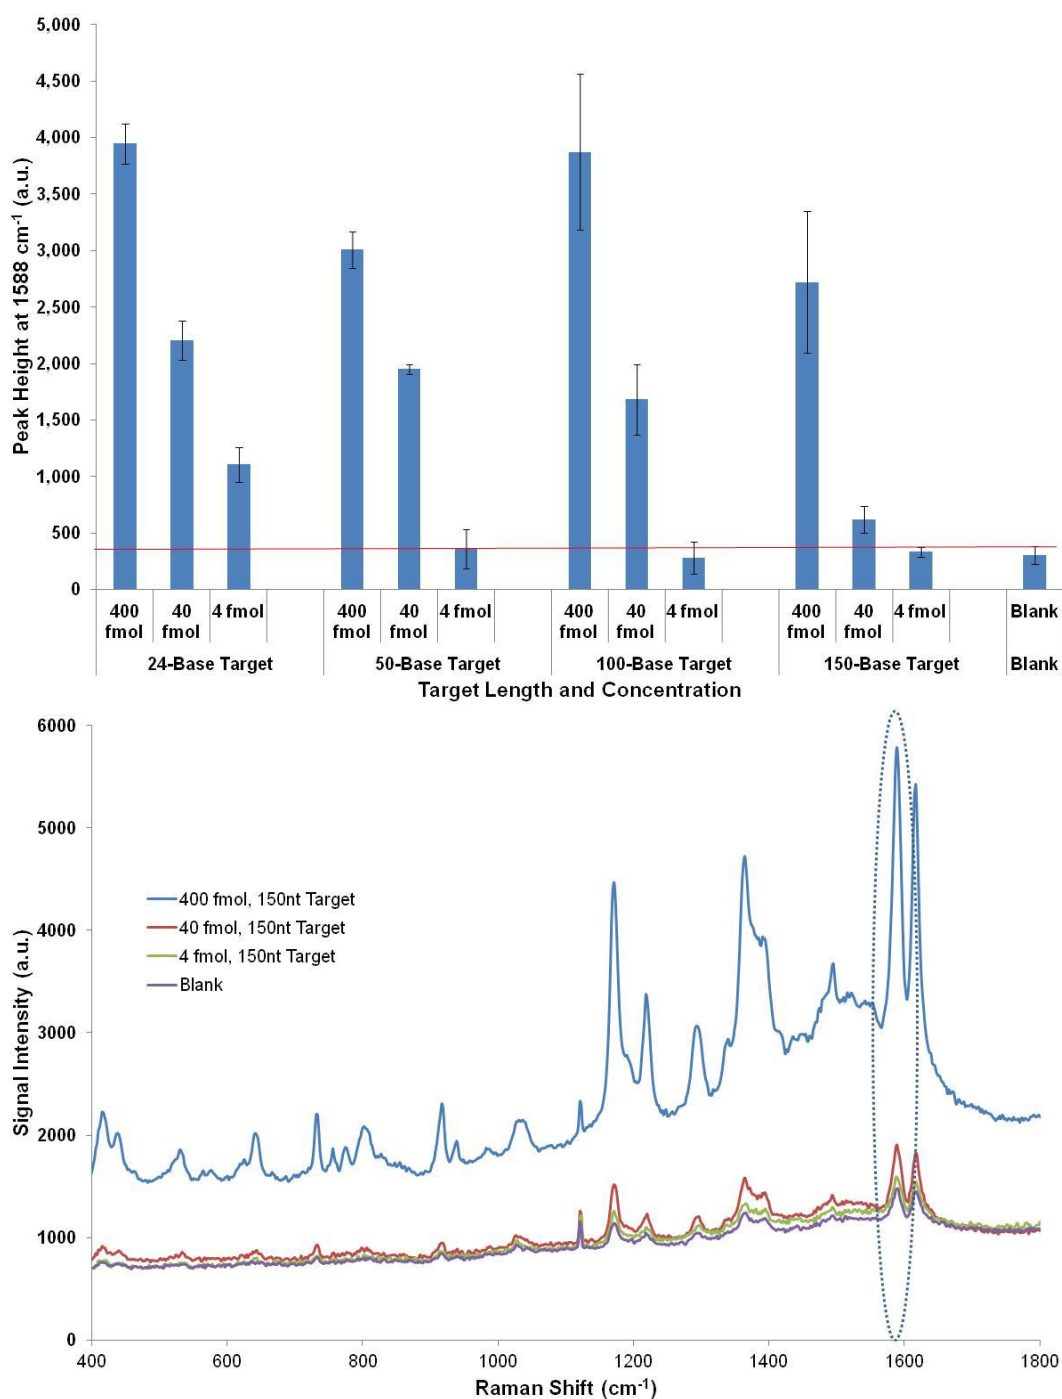 5,000
4,500
4,000
3,500
3,000
2,500
2,000
1,500
1,000
500
0
Peak Height at 1588 cm⁻¹ (a.u.)
400 fmol 40 fmol 4 fmol 400 fmol 40 fmol 4 fmol 400 fmol 40 fmol 4 fmol 400 fmol 40 fmol 4 fmol Blank
24-Base Target 50-Base Target 100-Base Target 150-Base Target Blank
Target Length and Concentration
6000
5000
4000
3000
2000
1000
0
Signal Intensity (a.u.)
400 fmol, 150nt Target
40 fmol, 150nt Target
4 fmol, 150nt Target
Blank
400 600 800 1000 1200 1400 1600 1800
Raman Shift (cm⁻¹)